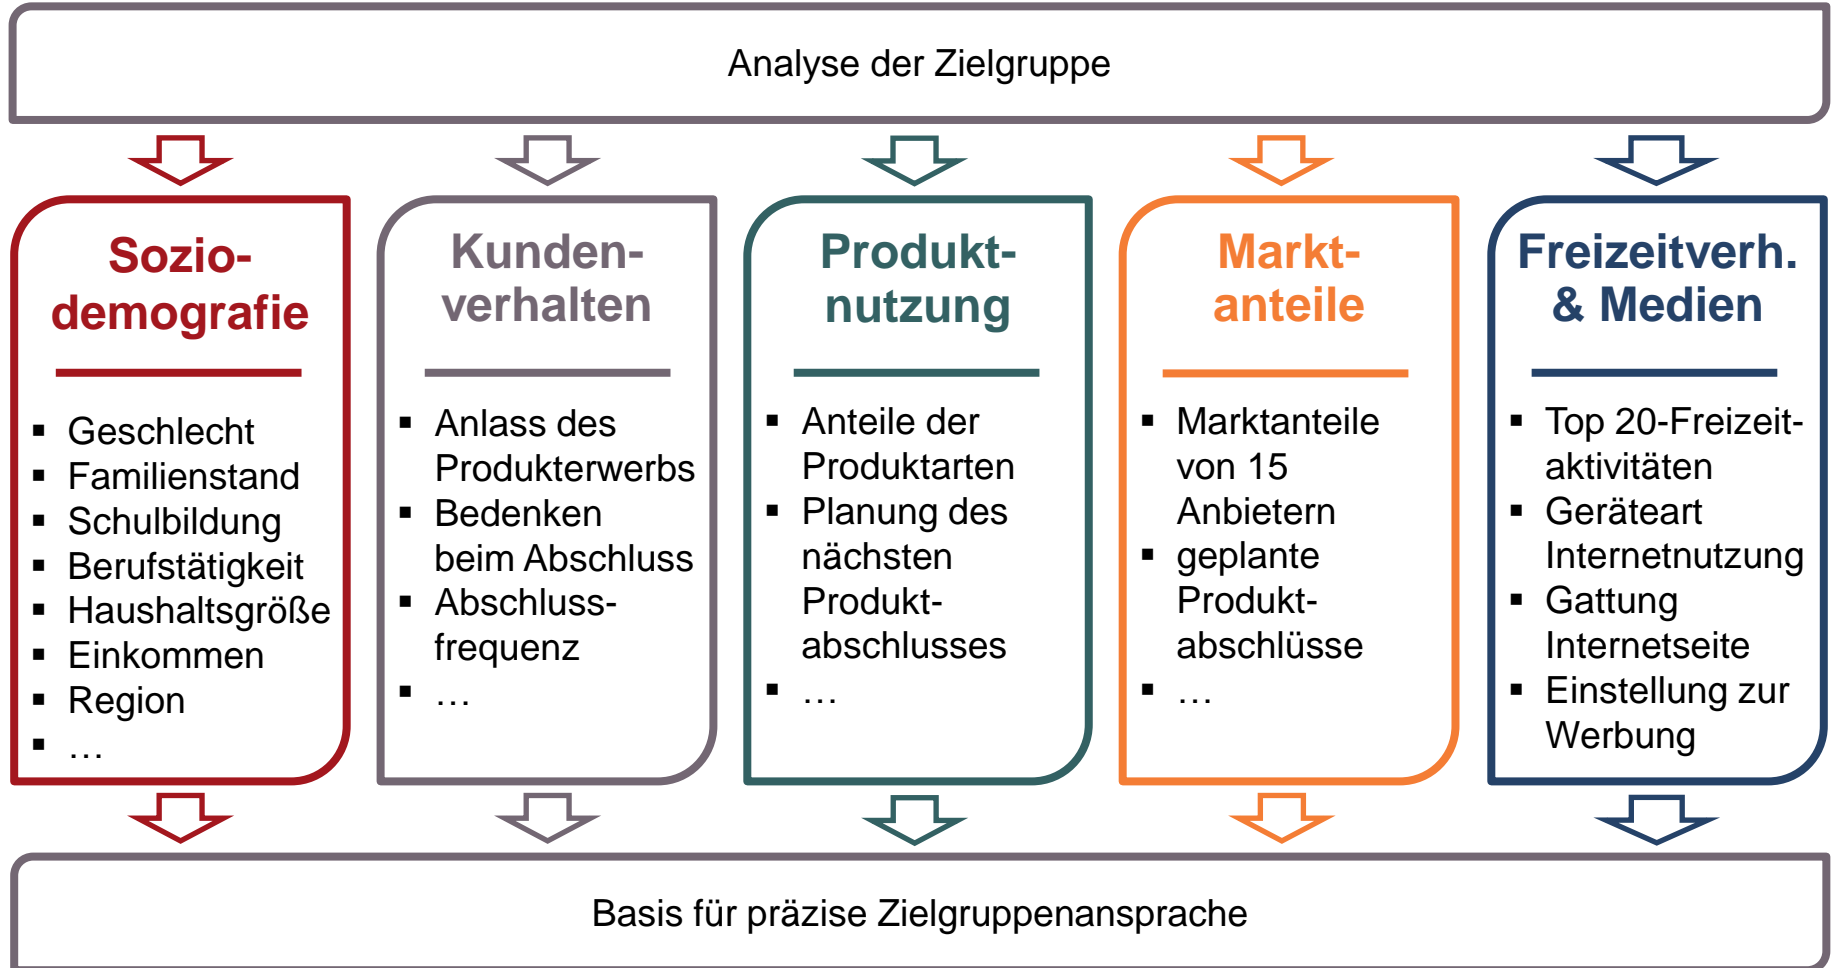 Analyse der Zielgruppe
Sozio-
demografie
▪ Geschlecht
▪ Familienstand
▪ Schulbildung
▪ Berufstätigkeit
▪ Haushaltsgröße
▪ Einkommen
▪ Region
▪ …
Kunden-
verhalten
▪ Anlass des
Produkterwerbs
▪ Bedenken
beim Abschluss
▪ Abschluss-
frequenz
▪ …
Produkt-
nutzung
▪ Anteile der
Produktarten
▪ Planung des
nächsten
Produkt-
abschlusses
▪ …
Markt-
anteile
▪ Marktanteile
von 15
Anbietern
▪ geplante
Produkt-
abschlüsse
▪ …
Freizeitverh.
& Medien
▪ Top 20-Freizeit-
aktivitäten
▪ Geräteart
Internetnutzung
▪ Gattung
Internetseite
▪ Einstellung zur
Werbung
Basis für präzise Zielgruppenansprache